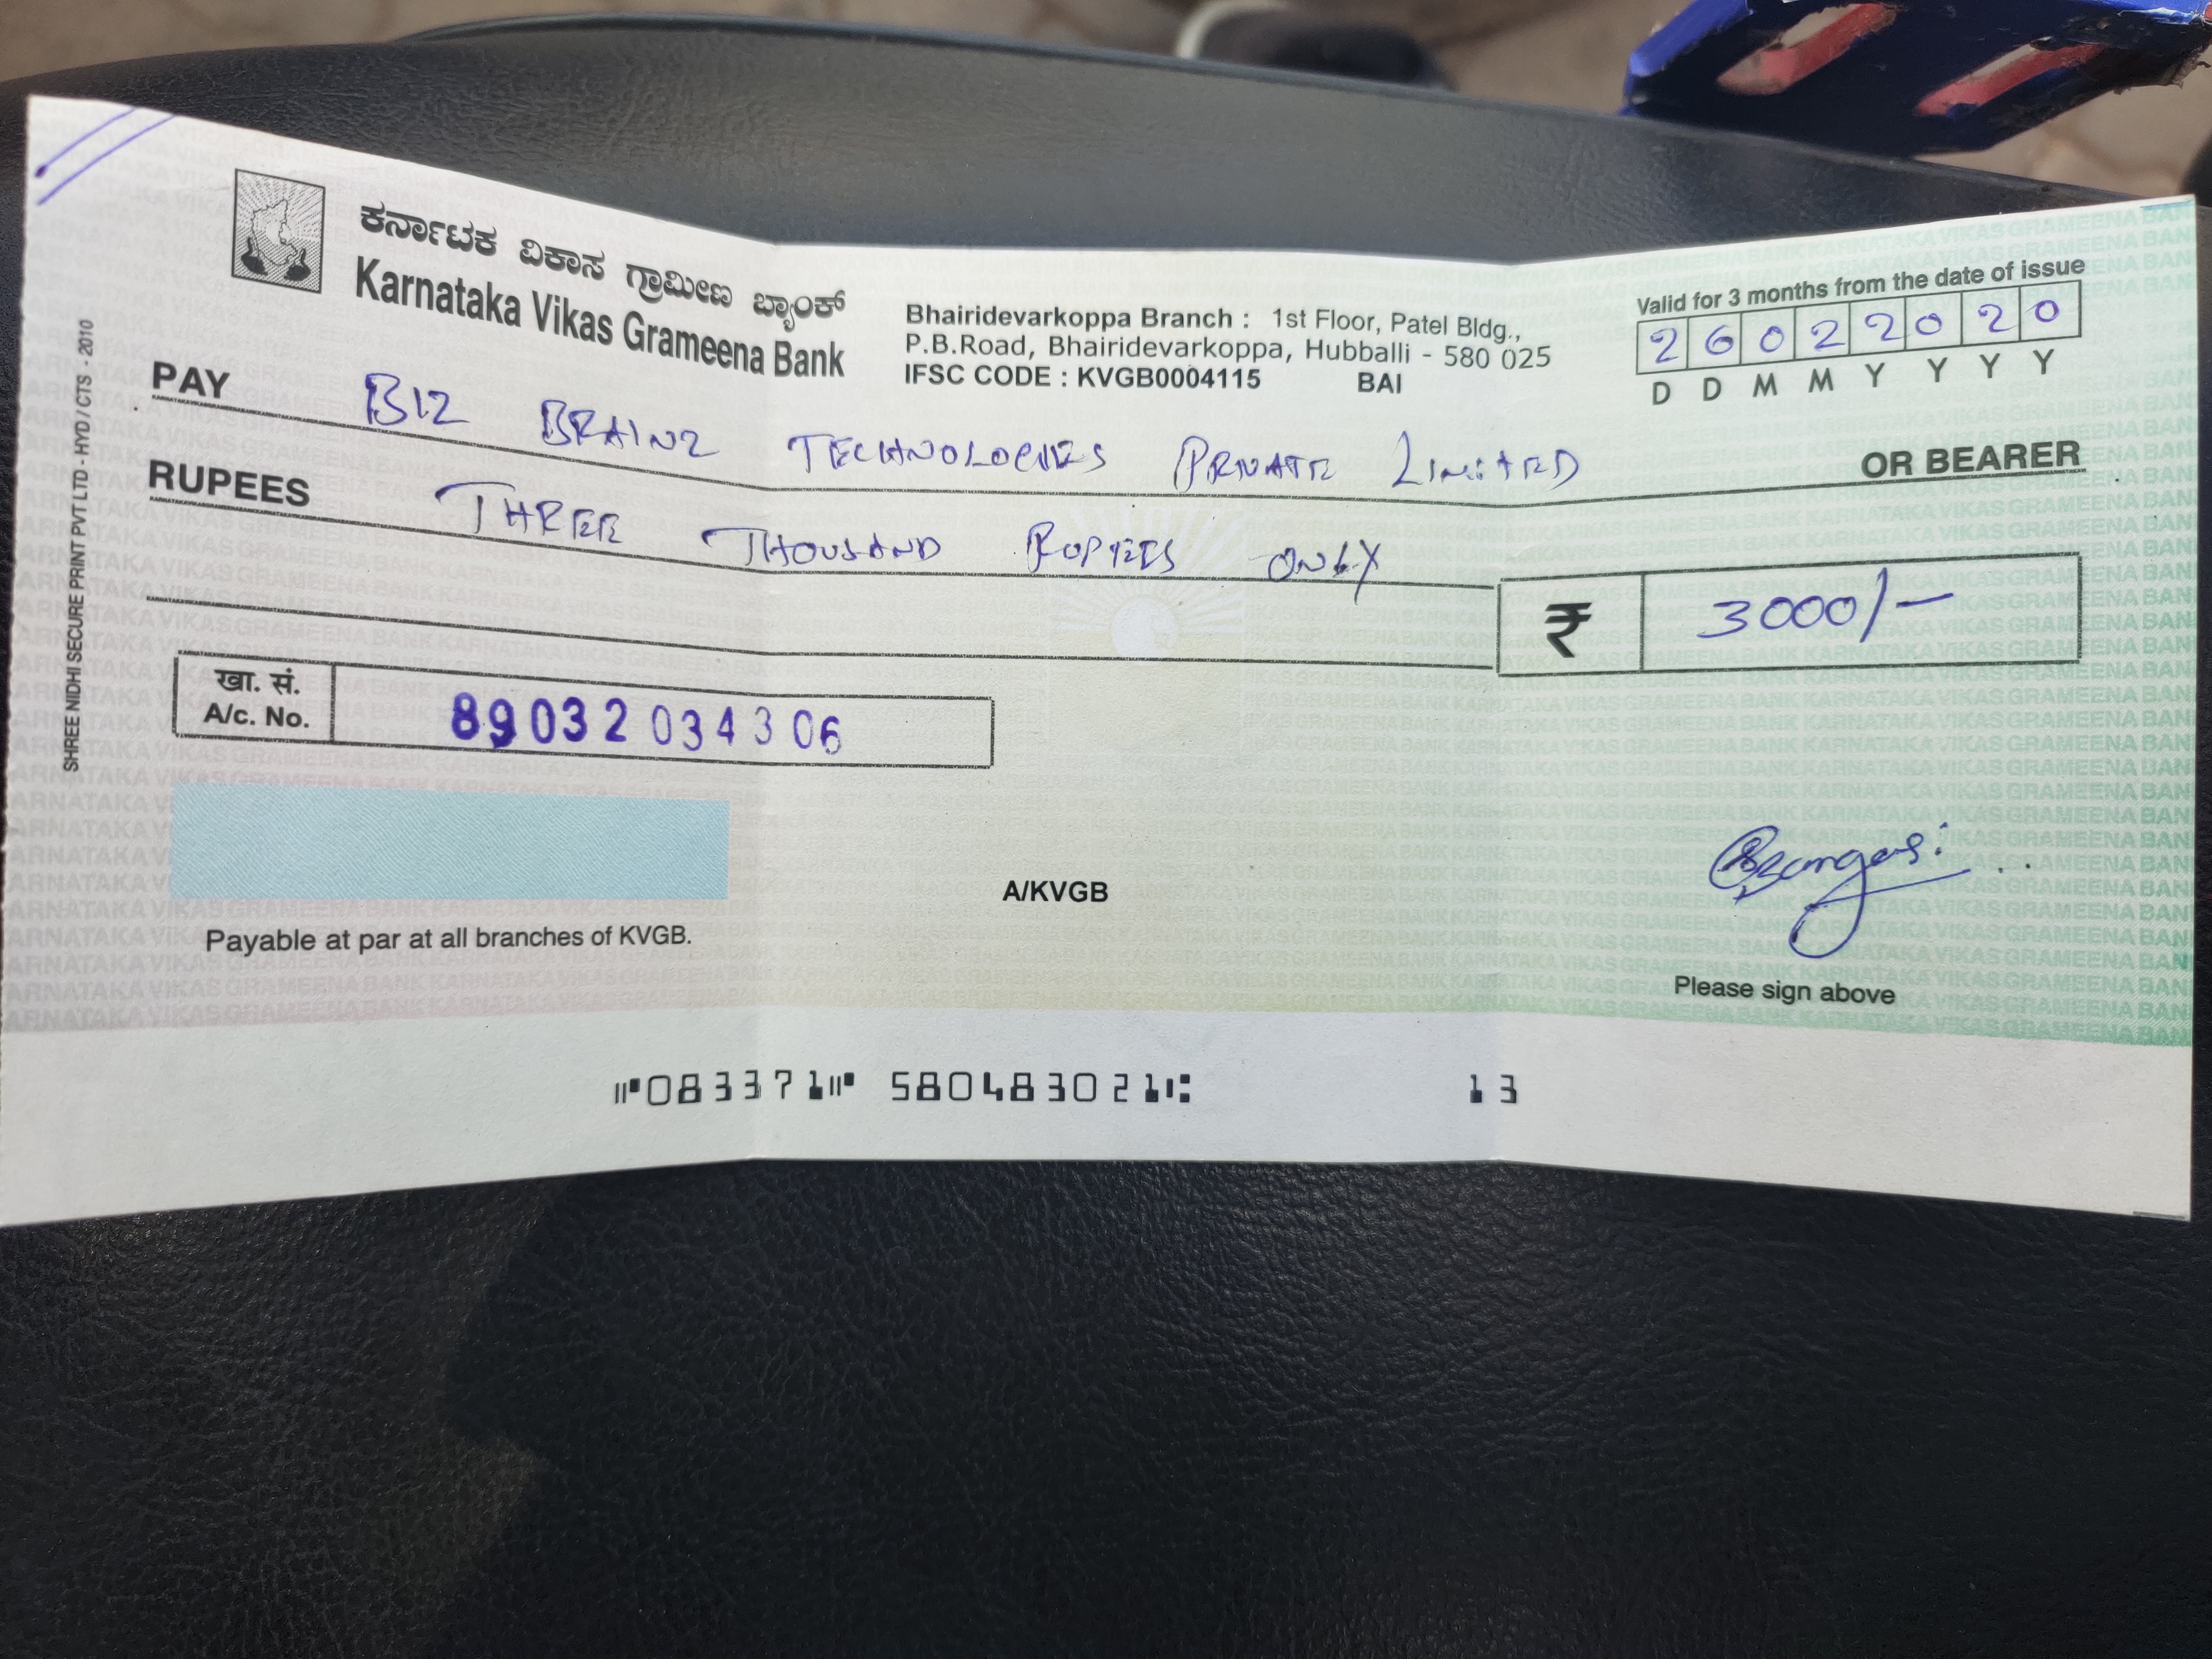 ಕರ್ನಾಟಕ ವಿಕಾಸ ಗ್ರಾಮೀಣ ಬ್ಯಾಂಕ್
Karnataka Vikas Grameena Bank
Bhairidevarkoppa Branch : 1st Floor, Patel Bldg.,
P.B.Road, Bhairidevarkoppa, Hubballi - 580 025
IFSC CODE : KVGB0004115 BAI
Valid for 3 months from the date of issue
2 6 0 2 2 0 2 0
D D M M Y Y Y Y
PAY BIZ BRAINZ TECHNOLOGIES PRIVATE LIMITED OR BEARER
RUPEES THREE THOUSAND RUPEES ONLY
₹ 3000/-
खा. सं.
A/c. No. 89032034306
A/KVGB
Payable at par at all branches of KVGB.
Please sign above
⑈083371⑈ 580483021⑆ 13
SHREE NIDHI SECURE PRINT PVT LTD - HYD / CTS - 2010